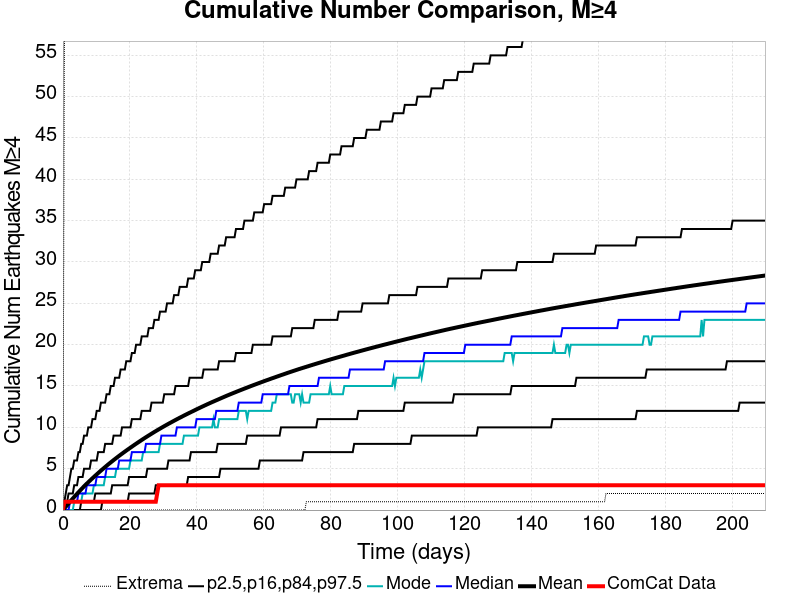 Cumulative Number Comparison, M≥4
Cumulative Num Earthquakes M≥4
55
50
45
40
35
30
25
20
15
10
5
0
0 20 40 60 80 100 120 140 160 180 200
Time (days)
Extrema p2.5,p16,p84,p97.5 Mode Median Mean ComCat Data